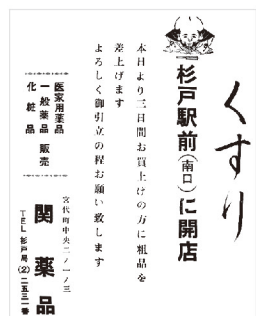 くすり
杉戸駅前(南口)に開店
本日より三日間お買上げの方に粗品を
差上げます
よろしく御引立の程お願い致します
医家用薬品
一般薬品 販売
化粧品
宮代町中央二ノ一ノ三
関薬品
TEL 杉戸局(2)二五三一番